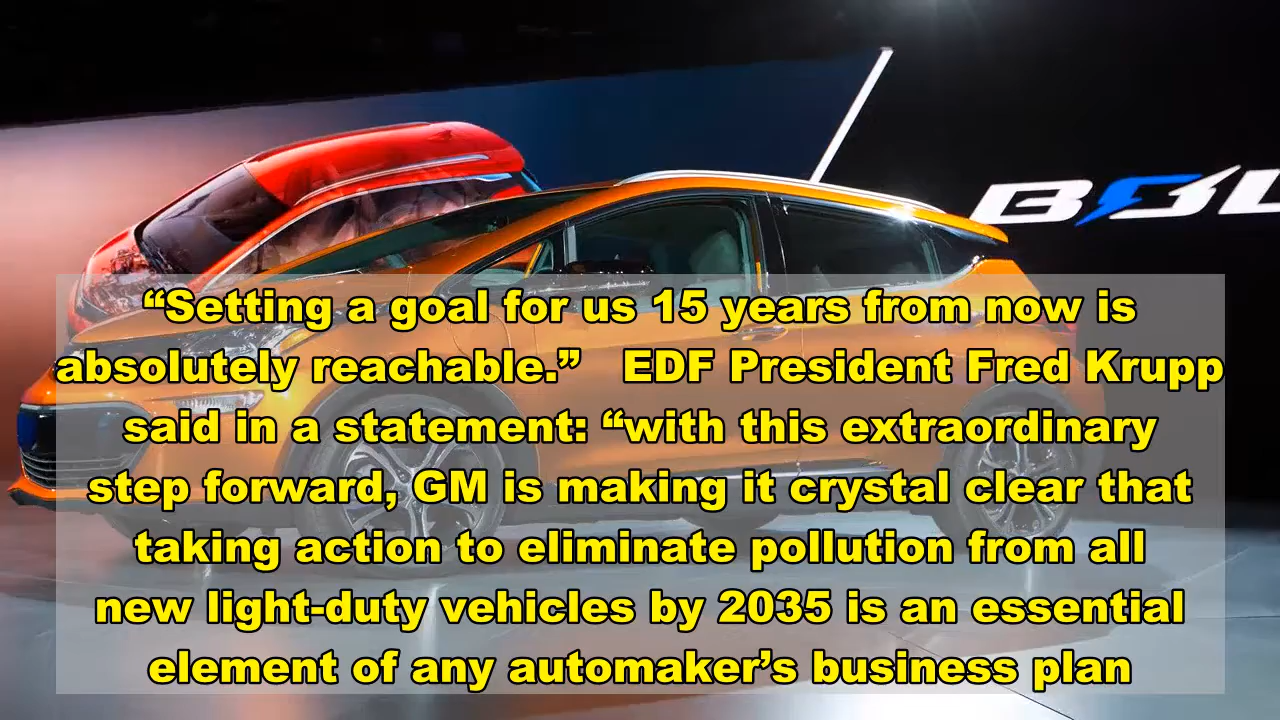 BOL
“Setting a goal for us 15 years from now is
absolutely reachable.” EDF President Fred Krupp
said in a statement: “with this extraordinary
step forward, GM is making it crystal clear that
taking action to eliminate pollution from all
new light-duty vehicles by 2035 is an essential
element of any automaker’s business plan